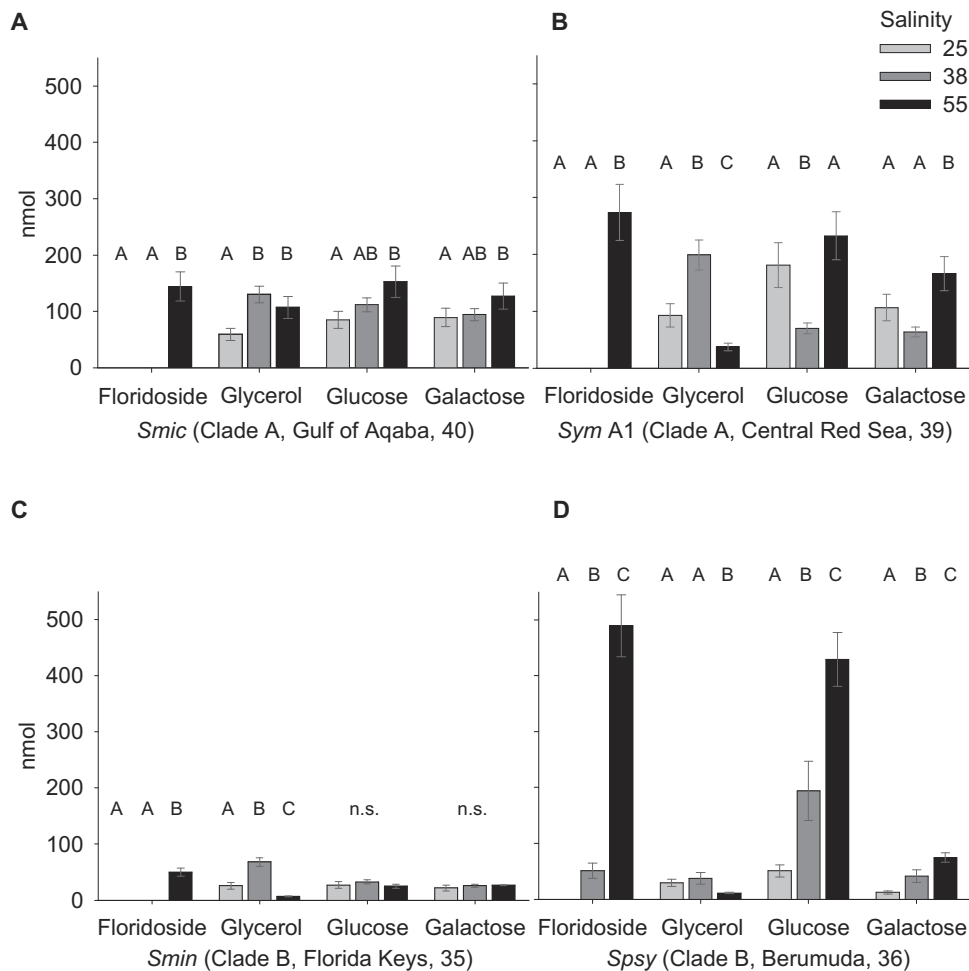 A
B
Salinity
25
38
55
500
400
300
200
100
0
nmol
A A B A B B A AB B A AB B
Floridoside Glycerol Glucose Galactose
Smic (Clade A, Gulf of Aqaba, 40)
A A B A B C A B A A A B
Floridoside Glycerol Glucose Galactose
Sym A1 (Clade A, Central Red Sea, 39)
C
D
500
400
300
200
100
0
nmol
A A B A B C n.s. n.s.
Floridoside Glycerol Glucose Galactose
Smin (Clade B, Florida Keys, 35)
A B C A A B A B C A B C
Floridoside Glycerol Glucose Galactose
Spsy (Clade B, Berumuda, 36)